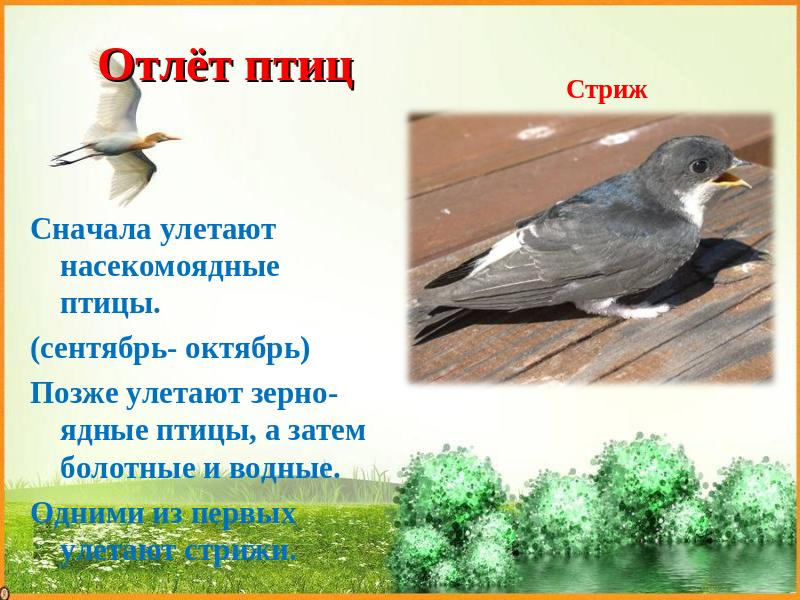 Отлёт птиц
Стриж
Сначала улетают
насекомоядные
птицы.
(сентябрь- октябрь)
Позже улетают зерно-
ядные птицы, а затем
болотные и водные.
Одними из первых
улетают стрижи.